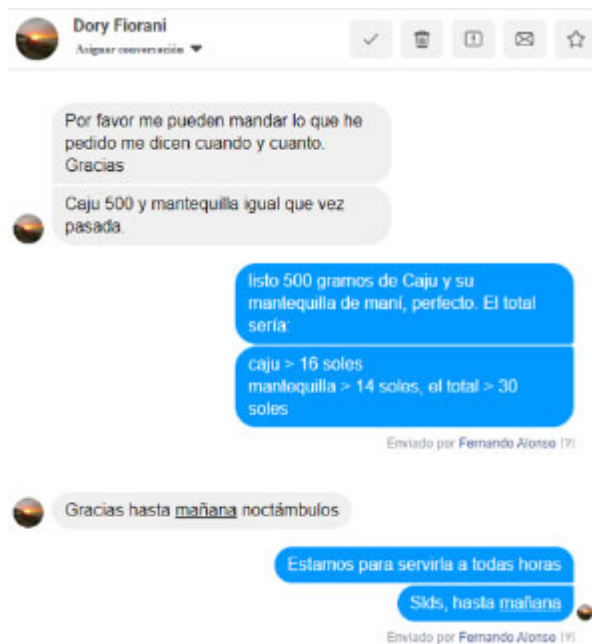 Dory Fiorani
Asignar conversación
Por favor me pueden mandar lo que he
pedido me dicen cuando y cuanto.
Gracias
Caju 500 y mantequilla igual que vez
pasada.
listo 500 gramos de Caju y su
mantequilla de maní, perfecto. El total
sería:
caju > 16 soles
mantequilla > 14 soles, el total > 30
soles
Enviado por Fernando Alonso [?]
Gracias hasta mañana noctámbulos
Estamos para servirla a todas horas
Slds, hasta mañana
Enviado por Fernando Alonso [?]